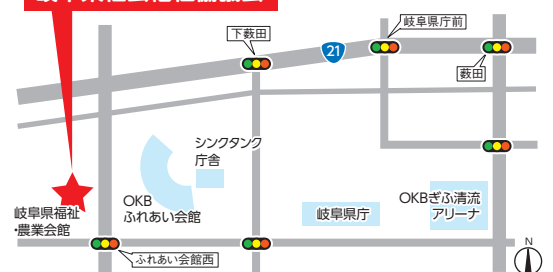 下薮田
岐阜県庁前
21
薮田
シンクタンク
庁舎
OKB
ふれあい会館
岐阜県福祉
・農業会館
岐阜県庁
OKBぎふ清流
アリーナ
ふれあい会館西
N